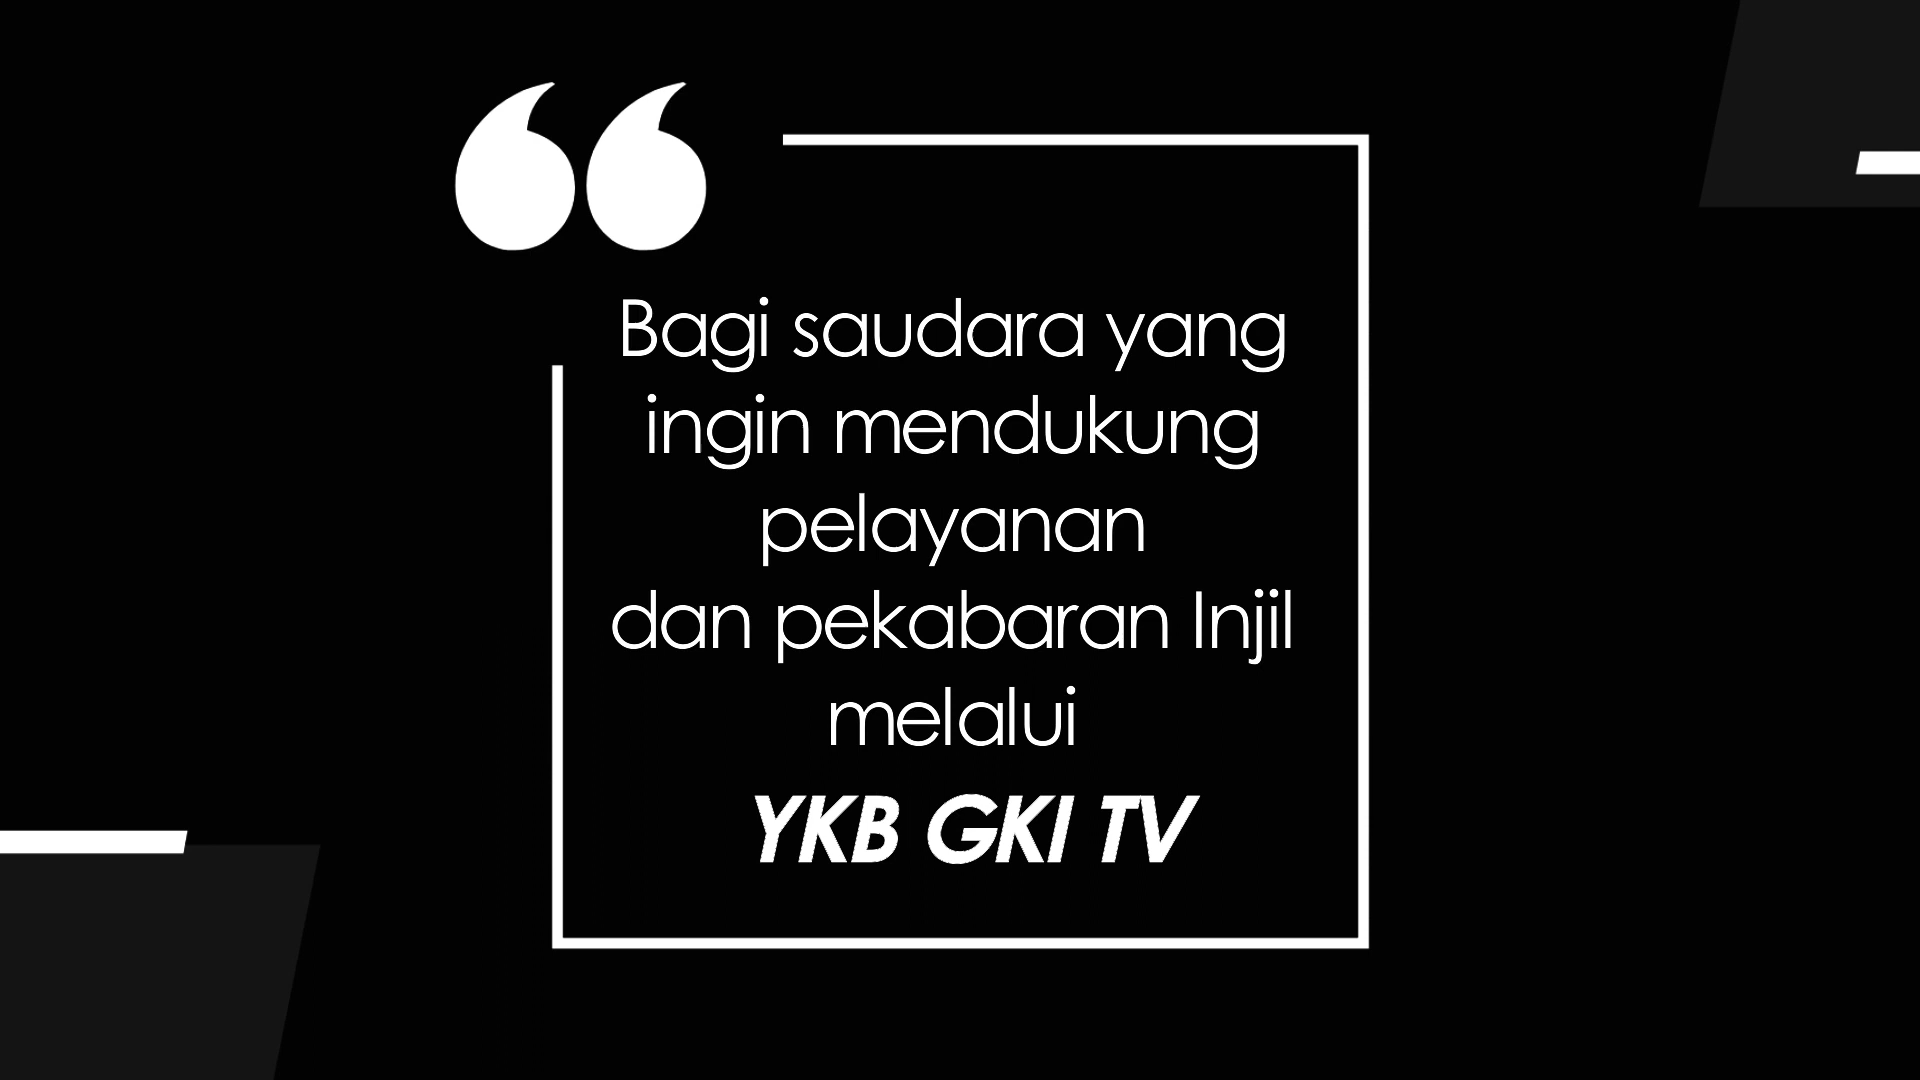 Bagi saudara yang
ingin mendukung
pelayanan
dan pekabaran Injil
melalui
YKB GKI TV